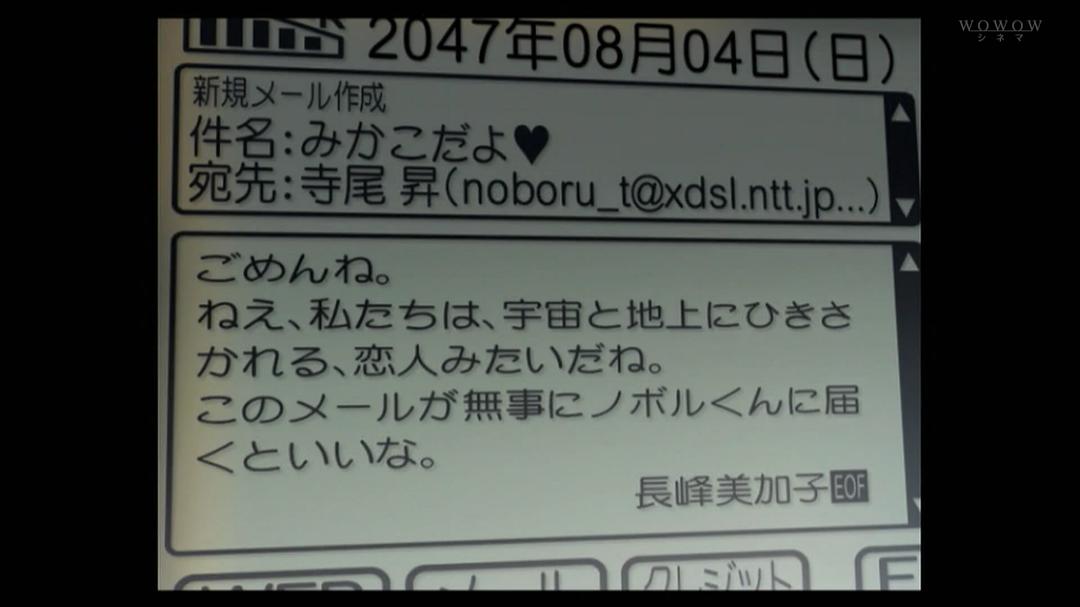 WOWOW
シネマ
2047年08月04日(日)
新規メール作成
件名:みかこだよ♥
宛先:寺尾 昇(noboru_t@xdsl.ntt.jp...)
ごめんね。
ねえ、私たちは、宇宙と地上にひきさ
かれる、恋人みたいだね。
このメールが無事にノボルくんに届
くといいな。
長峰美加子EOF
メール
クレジット